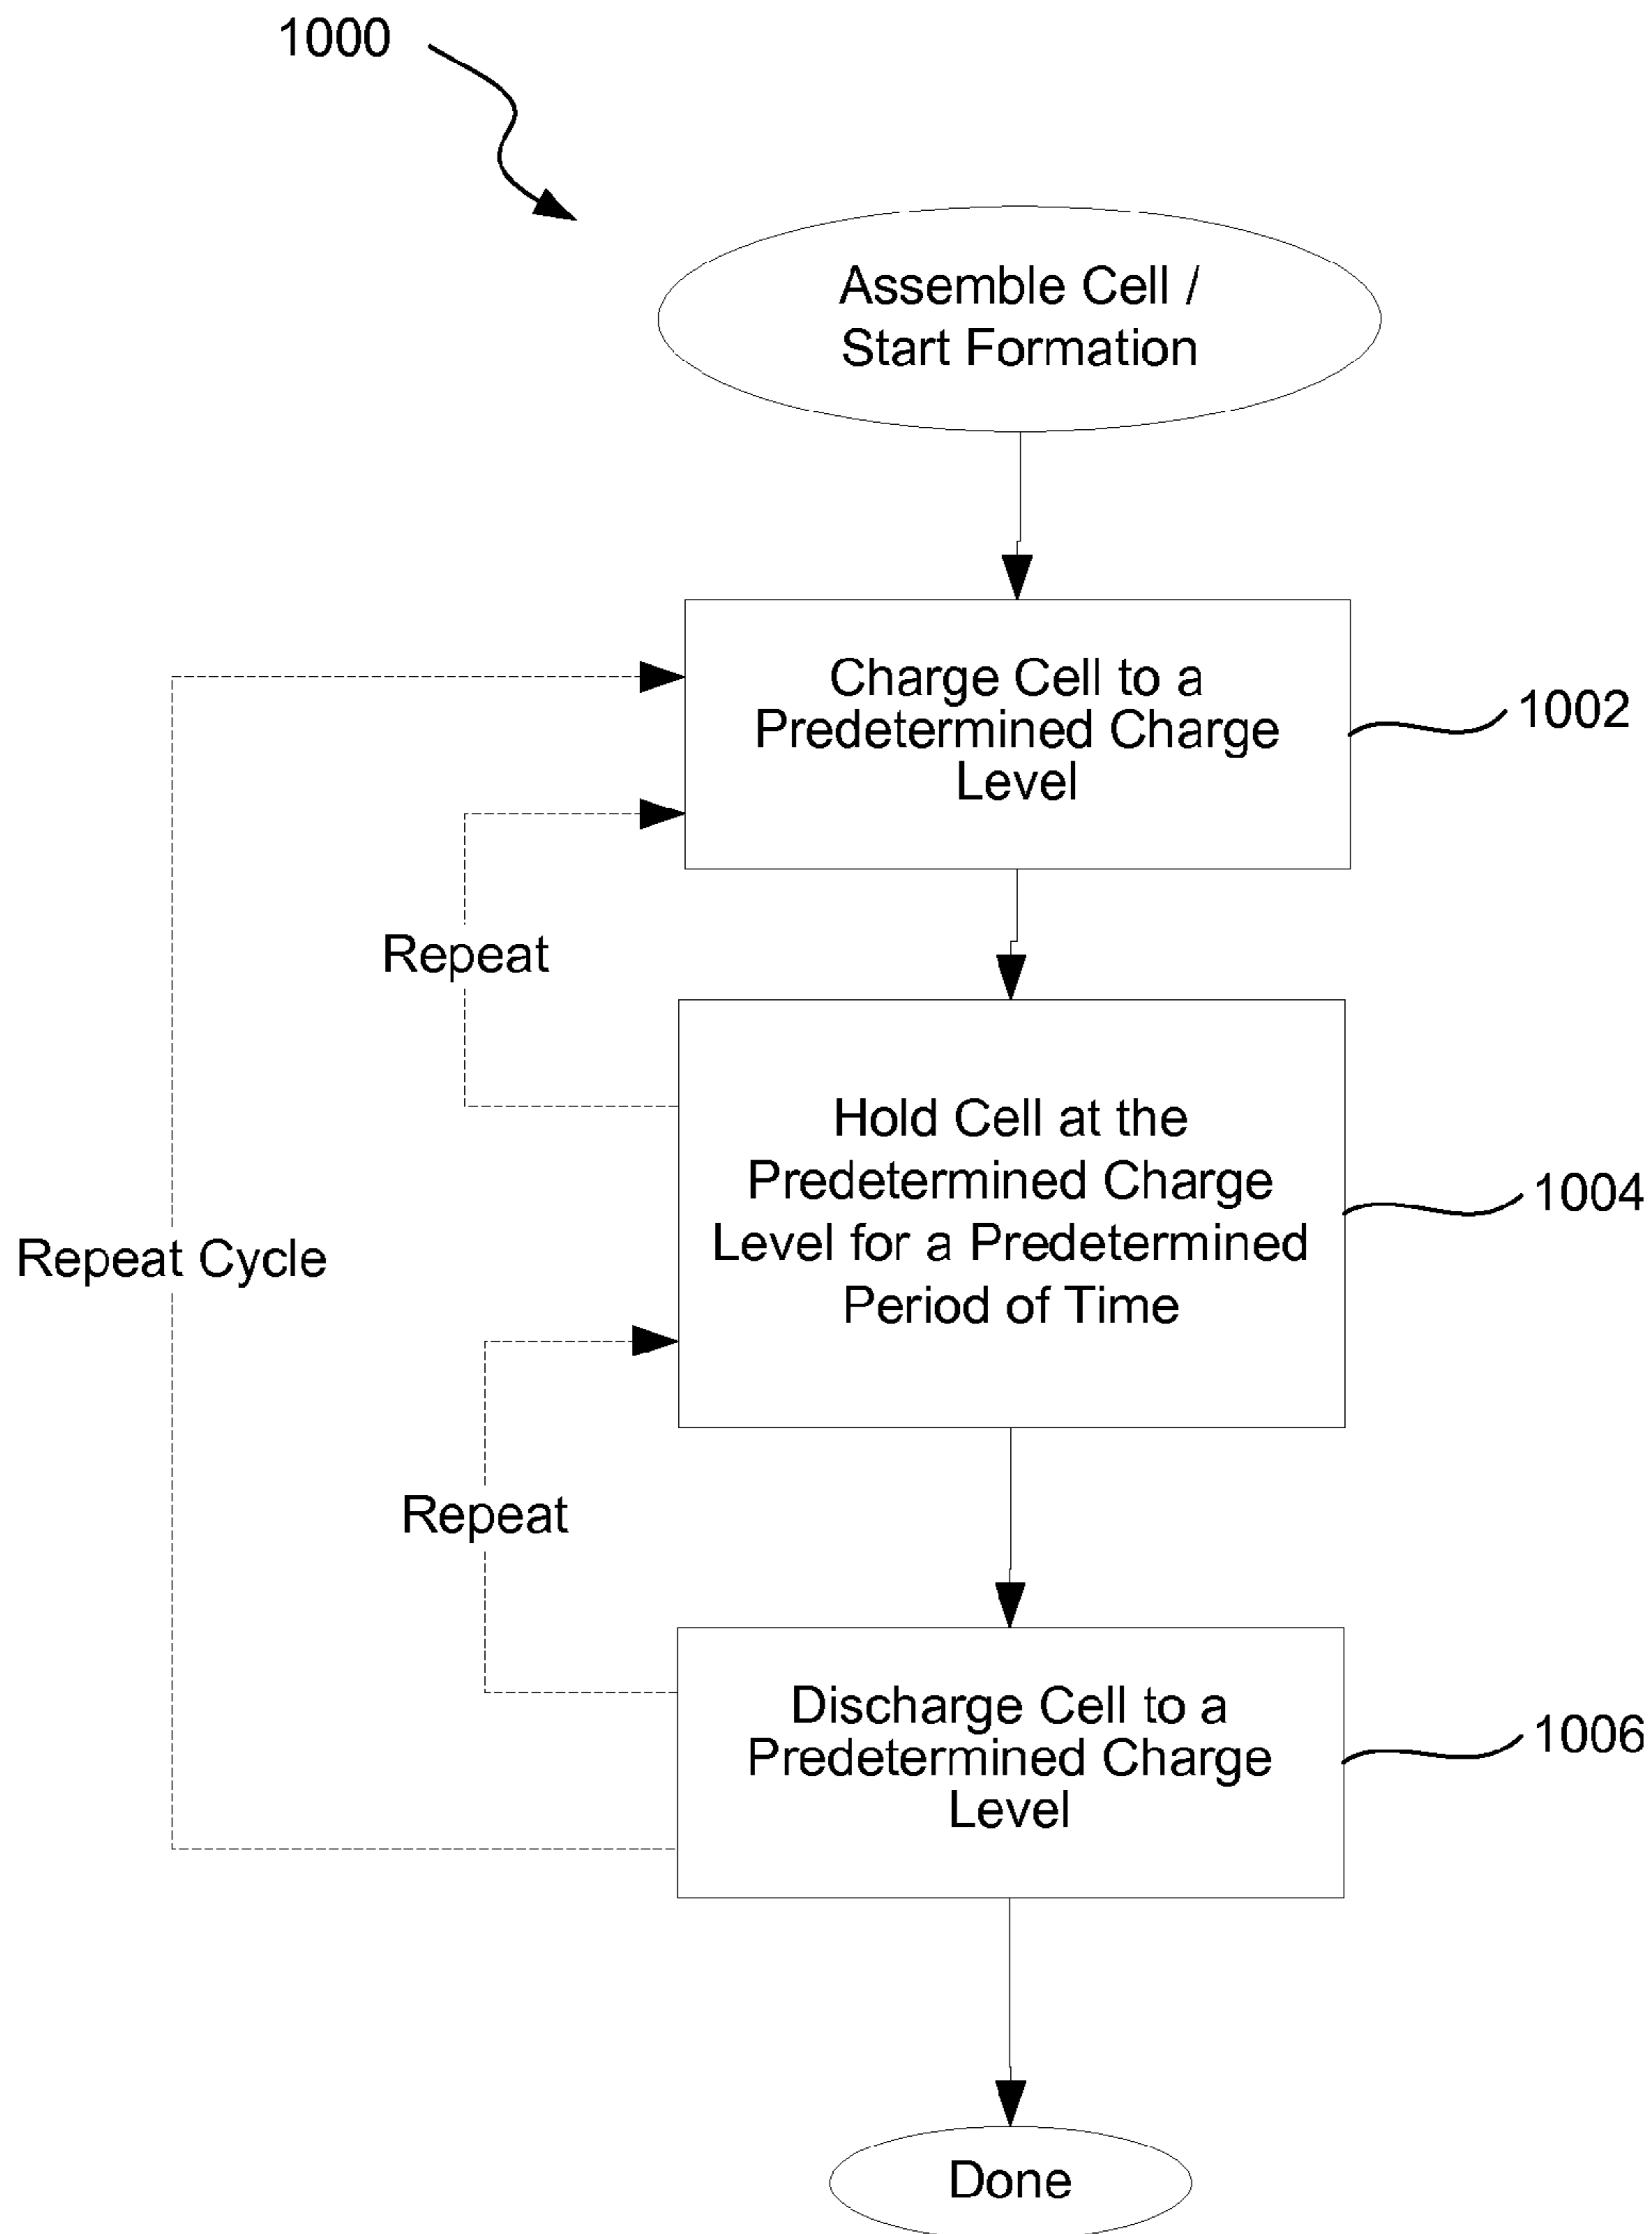 1000
Assemble Cell /
Start Formation
Charge Cell to a
Predetermined Charge
Level
1002
Repeat
Hold Cell at the
Predetermined Charge
Level for a Predetermined
Period of Time
1004
Repeat Cycle
Repeat
Discharge Cell to a
Predetermined Charge
Level
1006
Done